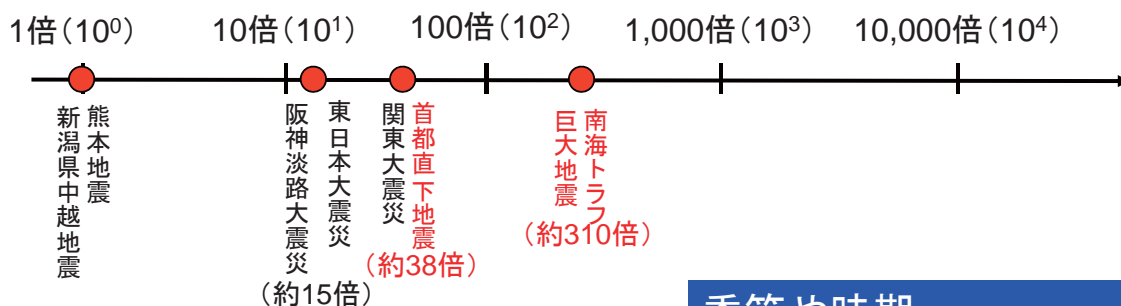 1倍(10⁰)
10倍(10¹)
100倍(10²)
1,000倍(10³)
10,000倍(10⁴)
熊本地震
新潟県中越地震
東日本大震災
阪神淡路大震災
(約15倍)
首都直下地震
関東大震災
(約38倍)
南海トラフ
巨大地震
(約310倍)